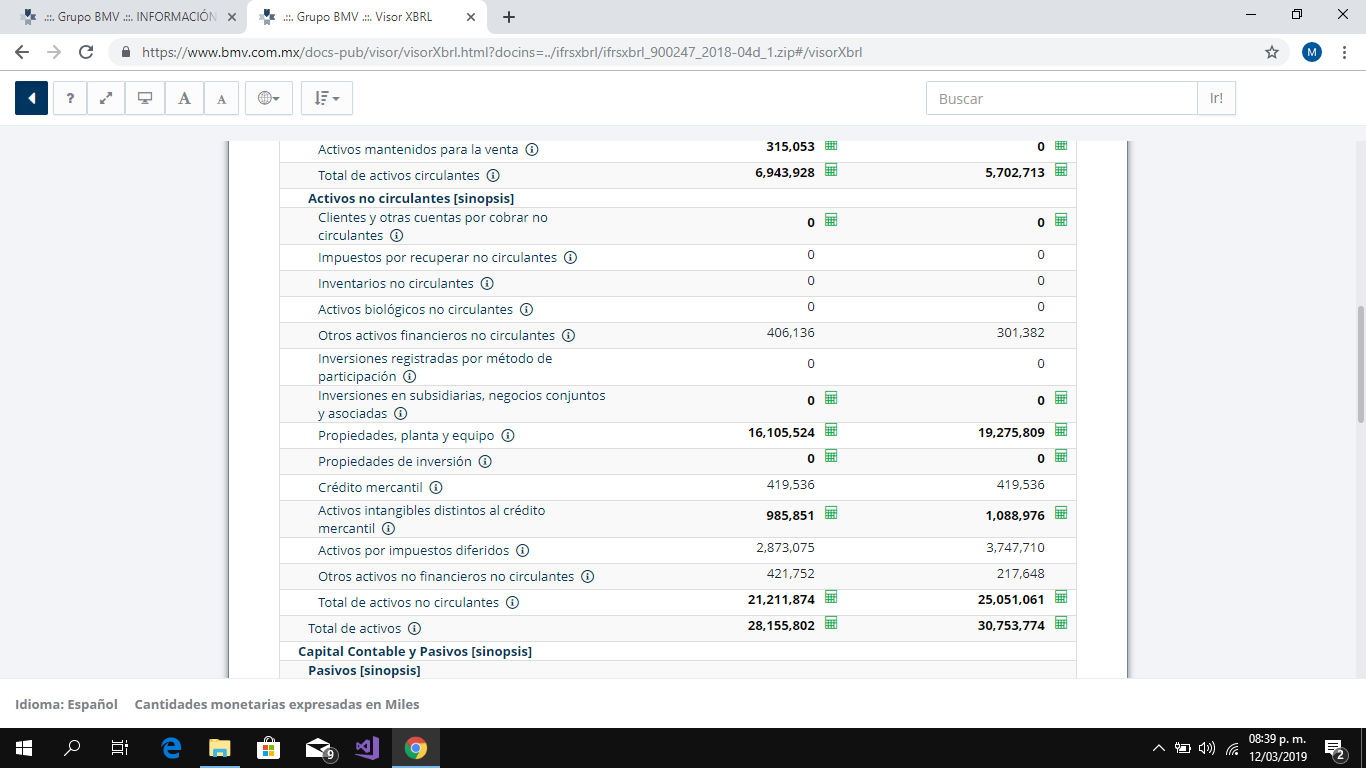 .::. Grupo BMV .::. INFORMACIÓN
.::. Grupo BMV .::. Visor XBRL
https://www.bmv.com.mx/docs-pub/visor/visorXbrl.html?docins=../ifrsxbrl/ifrsxbrl_900247_2018-04d_1.zip#/visorXbrl
M
? A A
Buscar Ir!
Activos mantenidos para la venta 315,053 0
Total de activos circulantes 6,943,928 5,702,713
Activos no circulantes [sinopsis]
Clientes y otras cuentas por cobrar no
circulantes 0 0
Impuestos por recuperar no circulantes 0 0
Inventarios no circulantes 0 0
Activos biológicos no circulantes 0 0
Otros activos financieros no circulantes 406,136 301,382
Inversiones registradas por método de
participación 0 0
Inversiones en subsidiarias, negocios conjuntos
y asociadas 0 0
Propiedades, planta y equipo 16,105,524 19,275,809
Propiedades de inversión 0 0
Crédito mercantil 419,536 419,536
Activos intangibles distintos al crédito
mercantil 985,851 1,088,976
Activos por impuestos diferidos 2,873,075 3,747,710
Otros activos no financieros no circulantes 421,752 217,648
Total de activos no circulantes 21,211,874 25,051,061
Total de activos 28,155,802 30,753,774
Capital Contable y Pasivos [sinopsis]
Pasivos [sinopsis]
Idioma: Español Cantidades monetarias expresadas en Miles
9
08:39 p. m.
12/03/2019
2